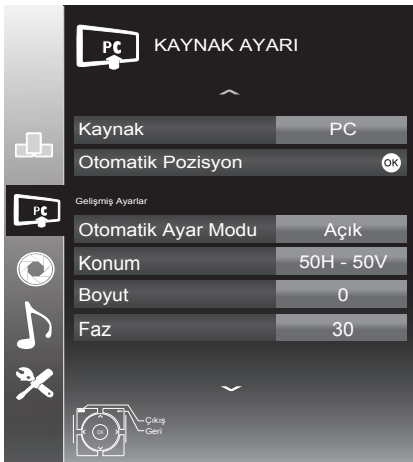 PC KAYNAK AYARI
Kaynak PC
Otomatik Pozisyon OK
PC
Gelişmiş Ayarlar
Otomatik Ayar Modu Açık
Konum 50H - 50V
Boyut 0
Faz 30
Çıkış
OK
Geri